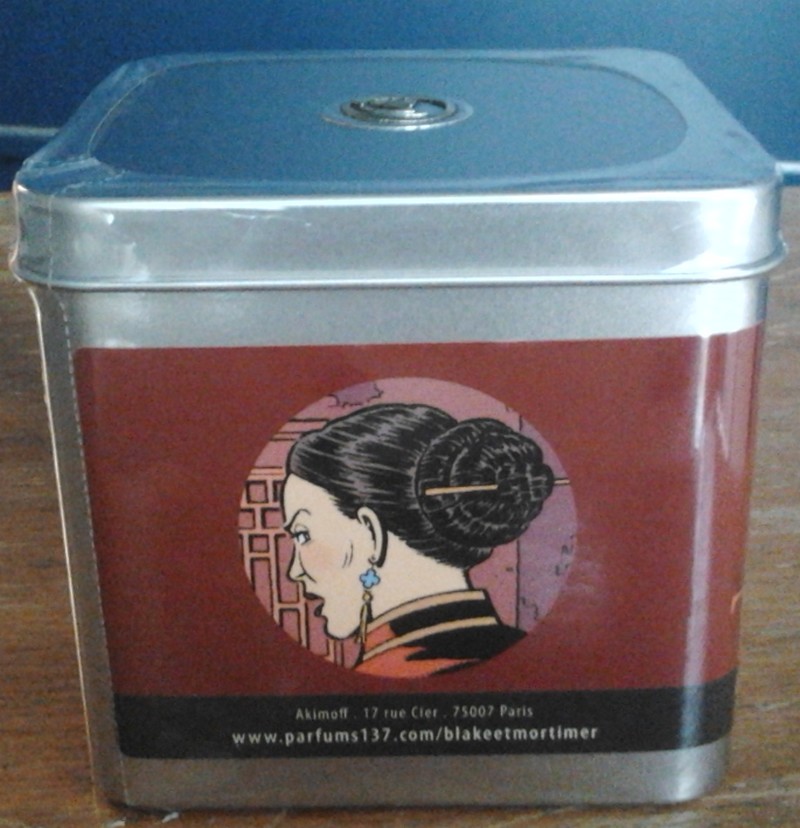 Akimoff . 17 rue Cler . 75007 Paris
www.parfums137.com/blakeetmortimer